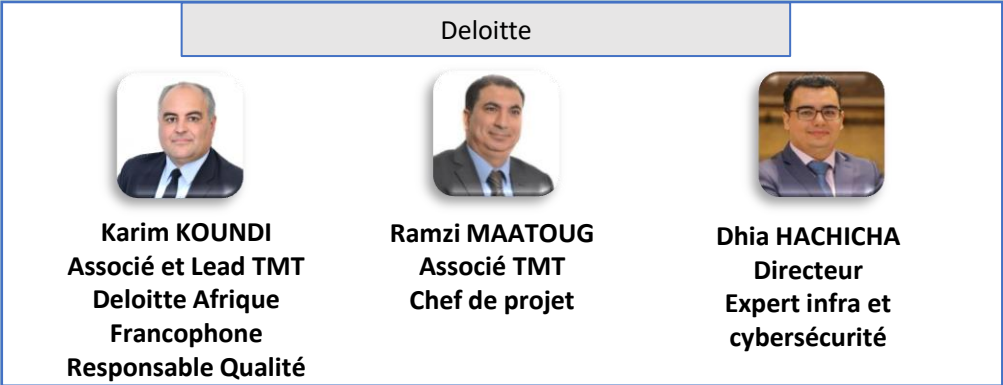 Deloitte
Karim KOUNDI
Associé et Lead TMT
Deloitte Afrique
Francophone
Responsable Qualité
Ramzi MAATOUG
Associé TMT
Chef de projet
Dhia HACHICHA
Directeur
Expert infra et
cybersécurité